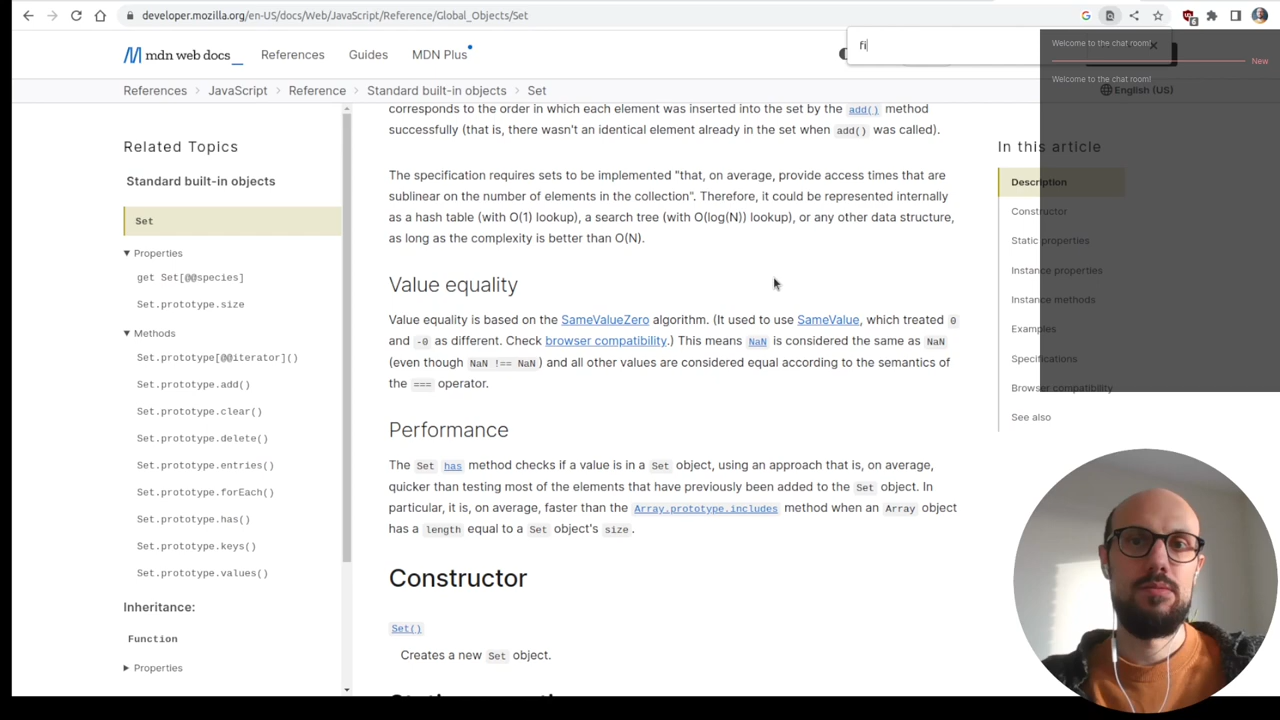 developer.mozilla.org/en-US/docs/Web/JavaScript/Reference/Global_Objects/Set
6
fi
mdn web docs
References
Guides
MDN Plus
Welcome to the chat room!
New
Welcome to the chat room!
References
JavaScript
Reference
Standard built-in objects
Set
English (US)
Related Topics
Standard built-in objects
Set
Properties
get Set[@@species]
Set.prototype.size
Methods
Set.prototype[@@iterator]()
Set.prototype.add()
Set.prototype.clear()
Set.prototype.delete()
Set.prototype.entries()
Set.prototype.forEach()
Set.prototype.has()
Set.prototype.keys()
Set.prototype.values()
Inheritance:
Function
Properties
corresponds to the order in which each element was inserted into the set by the add() method
successfully (that is, there wasn't an identical element already in the set when add() was called).
The specification requires sets to be implemented "that, on average, provide access times that are
sublinear on the number of elements in the collection". Therefore, it could be represented internally
as a hash table (with O(1) lookup), a search tree (with O(log(N)) lookup), or any other data structure,
as long as the complexity is better than O(N).
Value equality
Value equality is based on the SameValueZero algorithm. (It used to use SameValue, which treated 0
and -0 as different. Check browser compatibility.) This means NaN is considered the same as NaN
(even though NaN !== NaN) and all other values are considered equal according to the semantics of
the === operator.
Performance
The Set has method checks if a value is in a Set object, using an approach that is, on average,
quicker than testing most of the elements that have previously been added to the Set object. In
particular, it is, on average, faster than the Array.prototype.includes method when an Array object
has a length equal to a Set object's size.
Constructor
Set()
Creates a new Set object.
In this article
Description
Constructor
Static properties
Instance properties
Instance methods
Examples
Specifications
Browser compatibility
See also